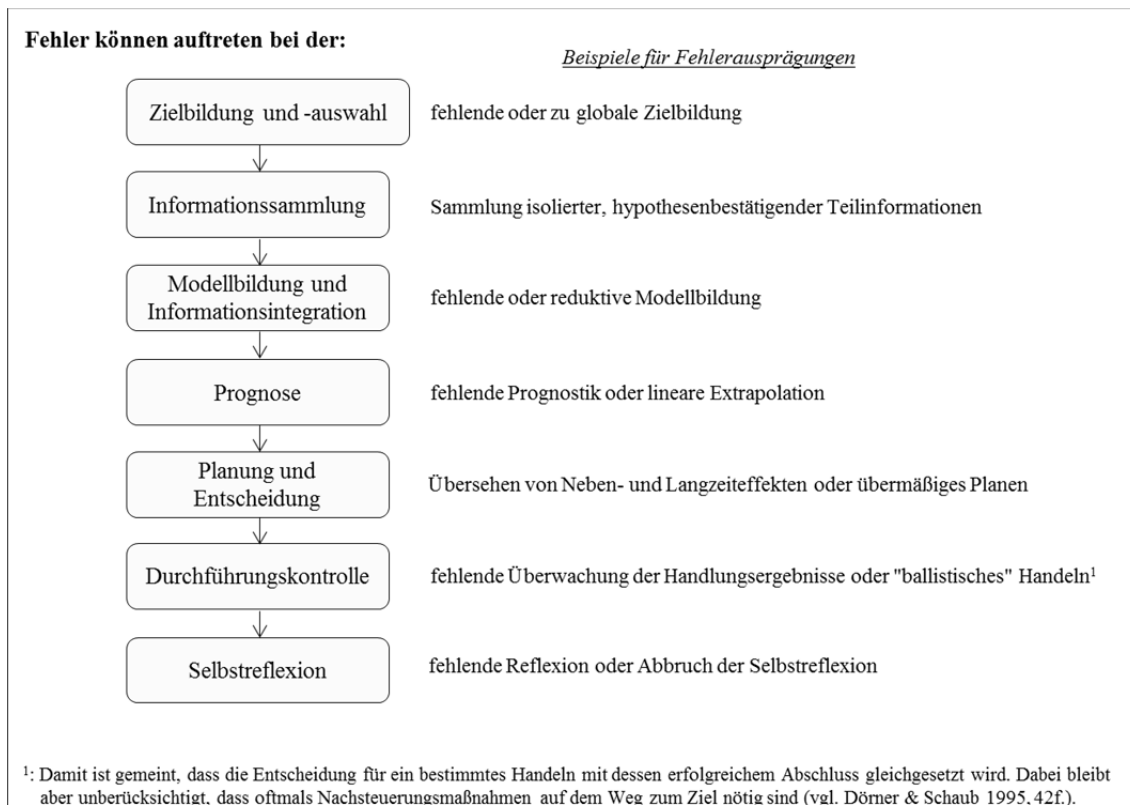 Fehler können auftreten bei der:
Beispiele für Fehlerausprägungen
Zielbildung und -auswahl
fehlende oder zu globale Zielbildung
Informationssammlung
Sammlung isolierter, hypothesenbestätigender Teilinformationen
Modellbildung und
Informationsintegration
fehlende oder reduktive Modellbildung
Prognose
fehlende Prognostik oder lineare Extrapolation
Planung und
Entscheidung
Übersehen von Neben- und Langzeiteffekten oder übermäßiges Planen
Durchführungskontrolle
fehlende Überwachung der Handlungsergebnisse oder "ballistisches" Handeln¹
Selbstreflexion
fehlende Reflexion oder Abbruch der Selbstreflexion
¹: Damit ist gemeint, dass die Entscheidung für ein bestimmtes Handeln mit dessen erfolgreichem Abschluss gleichgesetzt wird. Dabei bleibt
aber unberücksichtigt, dass oftmals Nachsteuerungsmaßnahmen auf dem Weg zum Ziel nötig sind (vgl. Dörner & Schaub 1995, 42f.).